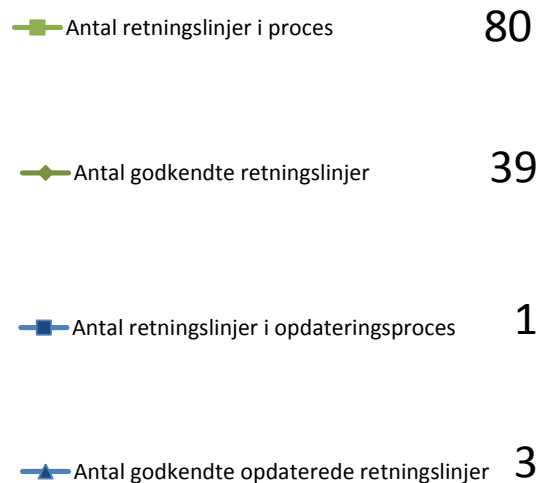 Antal retningslinjer i proces 80
Antal godkendte retningslinjer 39
Antal retningslinjer i opdateringsproces 1
Antal godkendte opdaterede retningslinjer 3